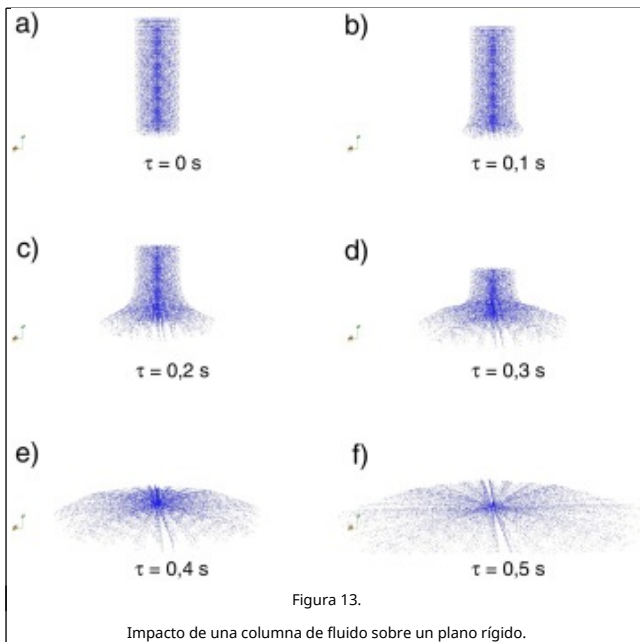 a)
b)
τ = 0 s
τ = 0,1 s
c)
d)
τ = 0,2 s
τ = 0,3 s
e)
f)
τ = 0,4 s
τ = 0,5 s
Figura 13.
Impacto de una columna de fluido sobre un plano rígido.